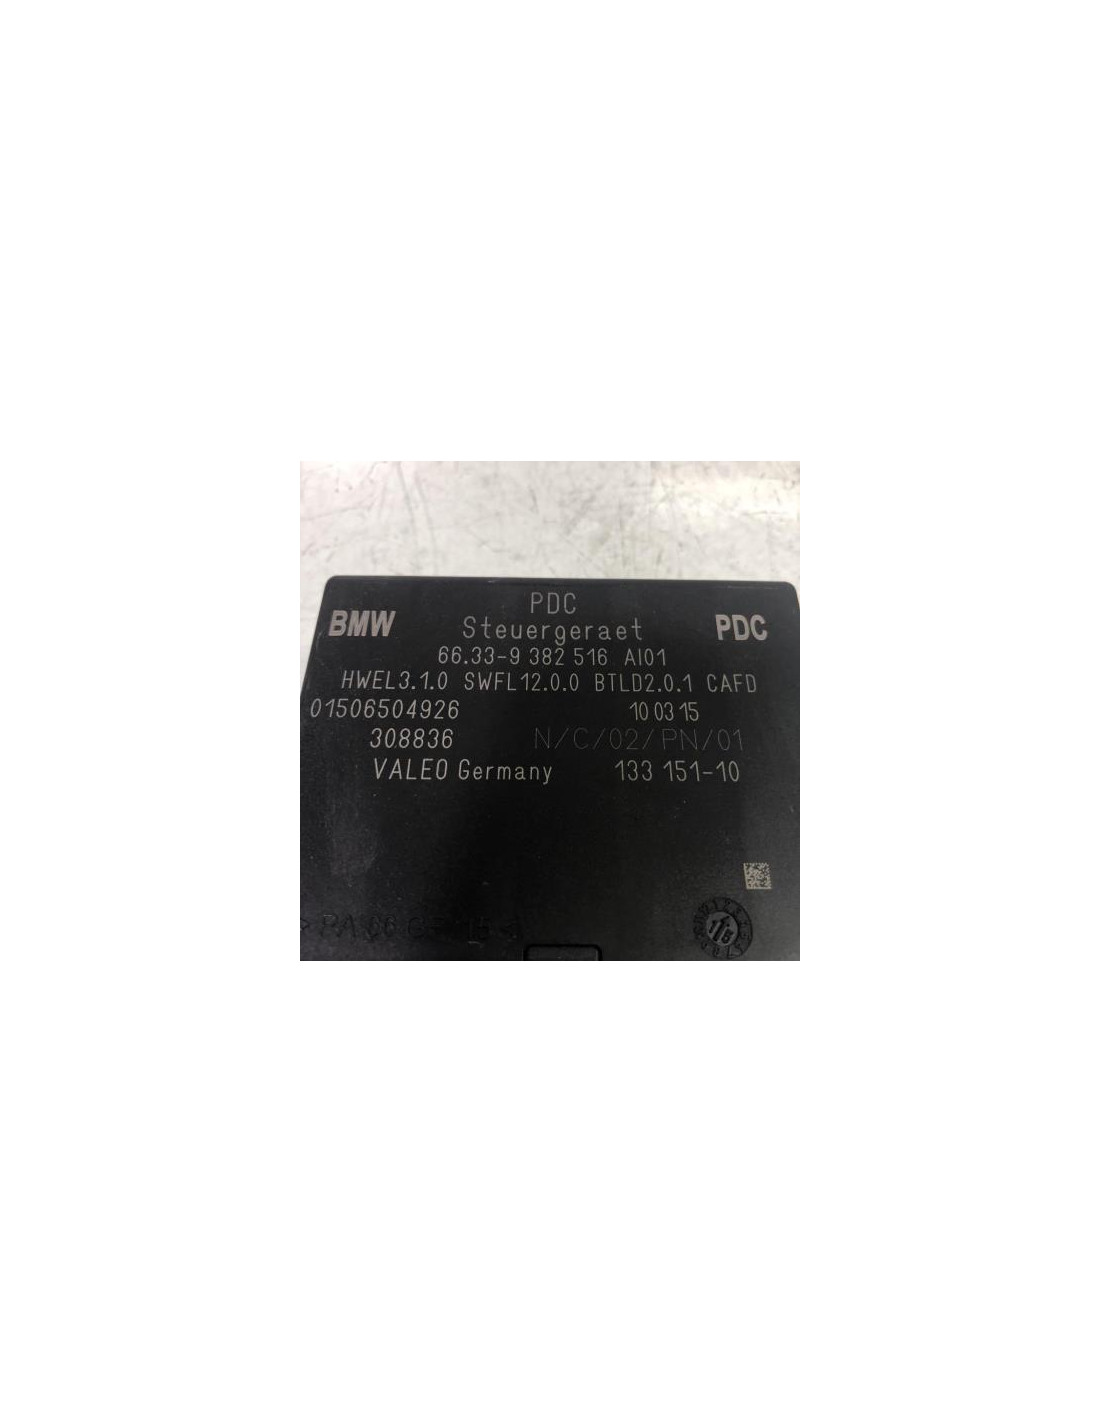 PDC
BMW Steuergeraet PDC
66.33-9 382 516 AI01
HWEL3.1.0 SWFL12.0.0 BTLD2.0.1 CAFD
01506504926 10 03 15
308836 N/C/02/PN/01
VALEO Germany 133 151-10